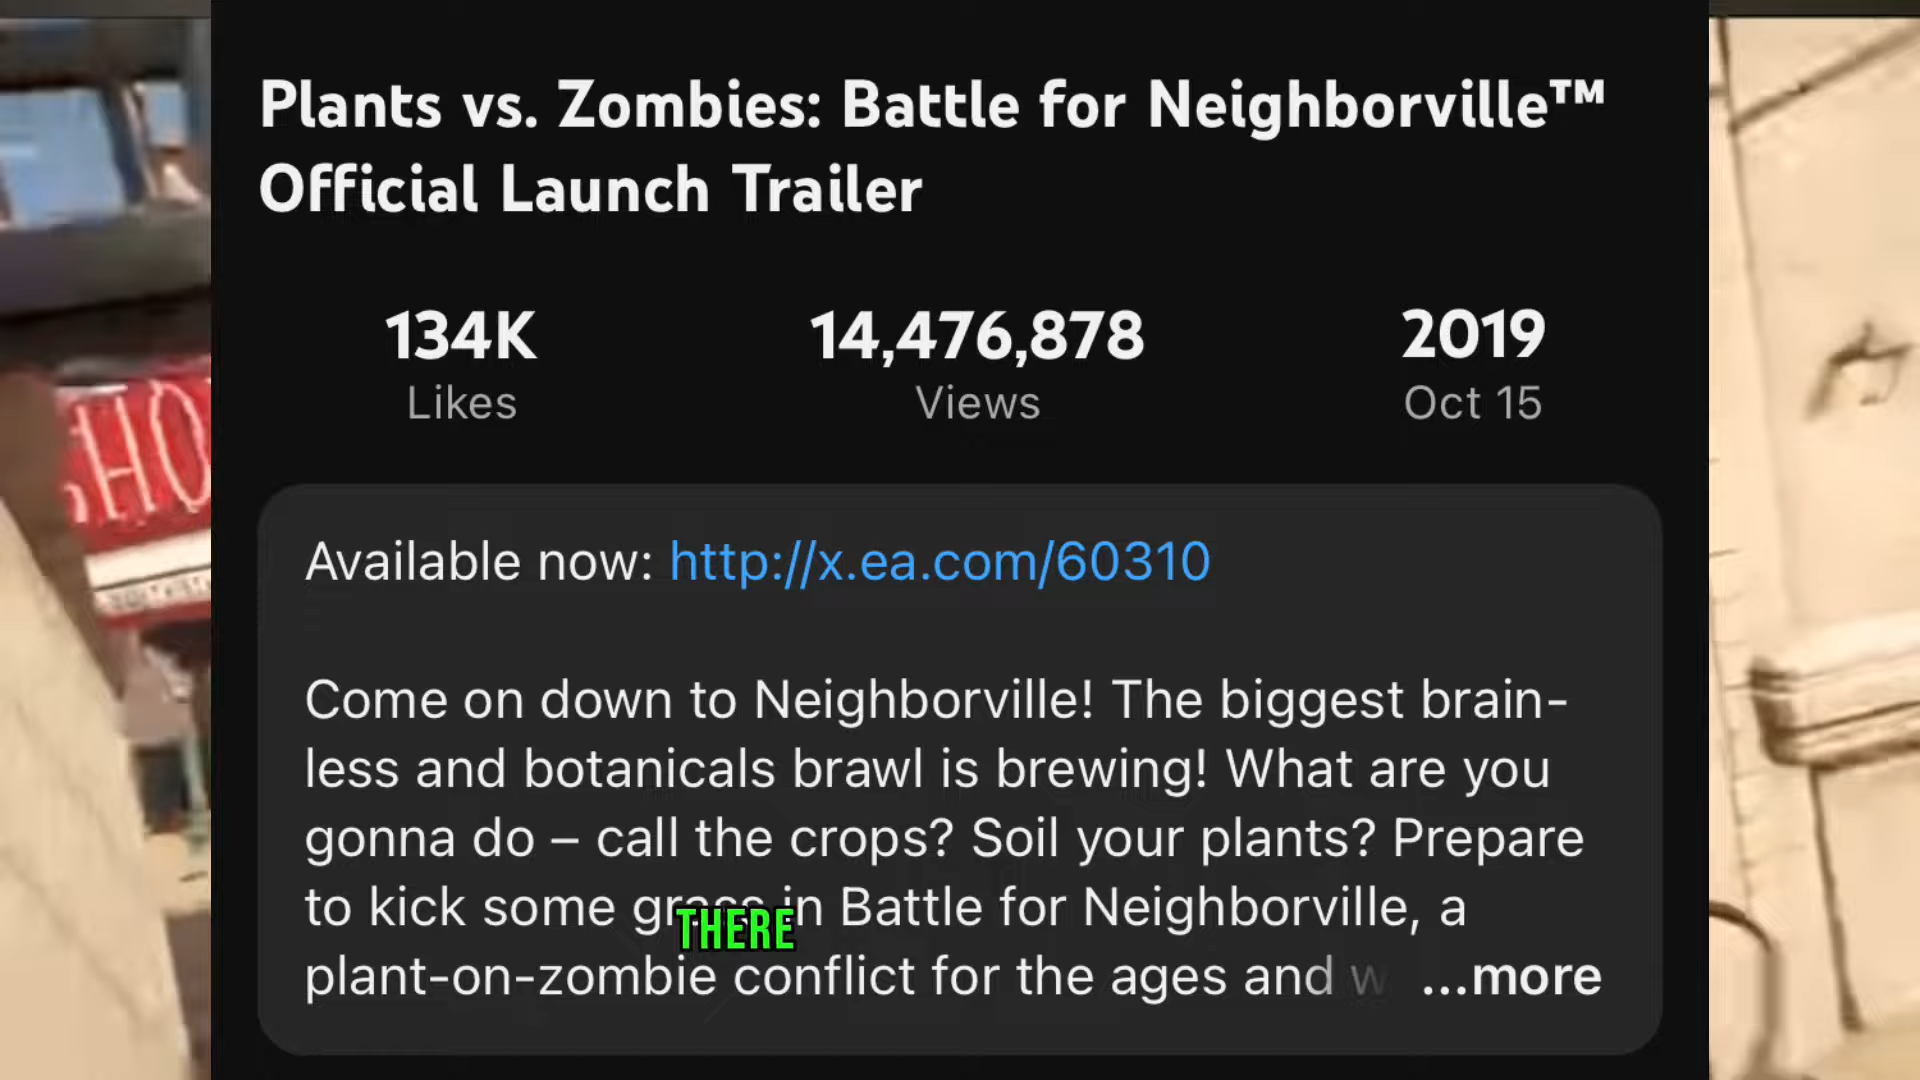 Plants vs. Zombies: Battle for Neighborville™
Official Launch Trailer
134K
Likes
14,476,878
Views
2019
Oct 15
Available now: http://x.ea.com/60310
Come on down to Neighborville! The biggest brain-
less and botanicals brawl is brewing! What are you
gonna do – call the crops? Soil your plants? Prepare
to kick some grass in Battle for Neighborville, a
THERE
plant-on-zombie conflict for the ages and w ...more
HO